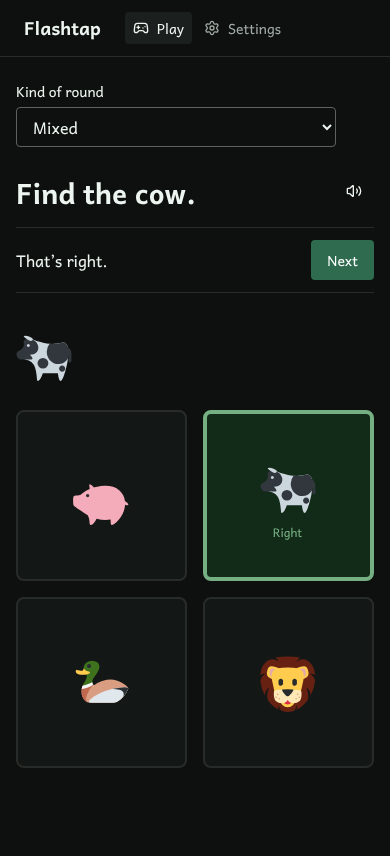 Flashtap
Play
Settings
Kind of round
Mixed
Find the cow.
That’s right.
Next
Right